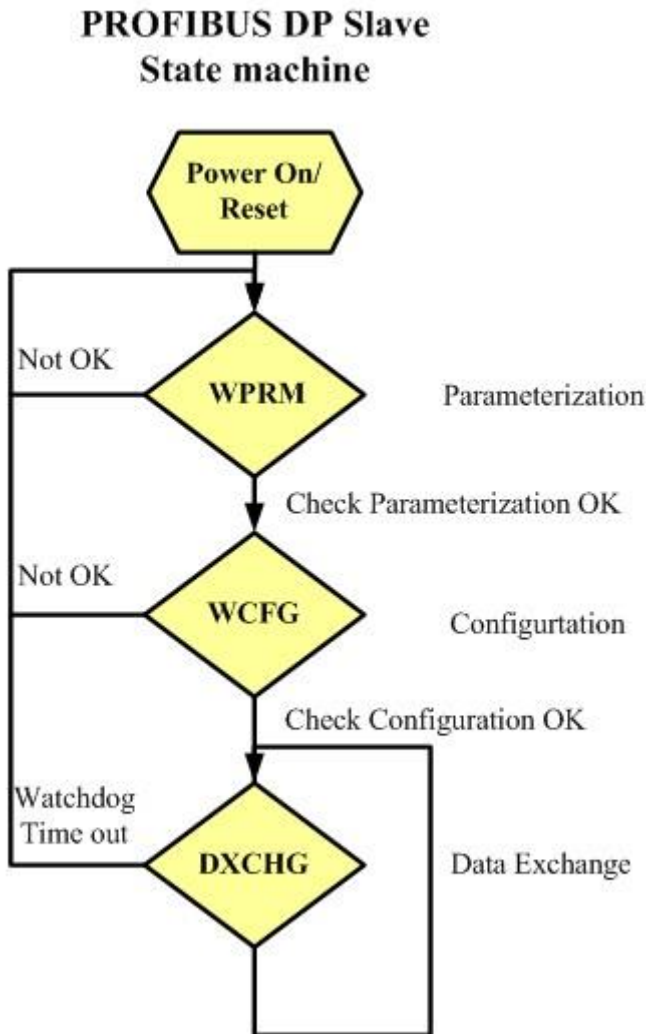 PROFIBUS DP Slave
State machine
Power On/
Reset
Not OK
WPRM
Parameterization
Check Parameterization OK
Not OK
WCFG
Configurtation
Check Configuration OK
Watchdog
Time out
DXCHG
Data Exchange